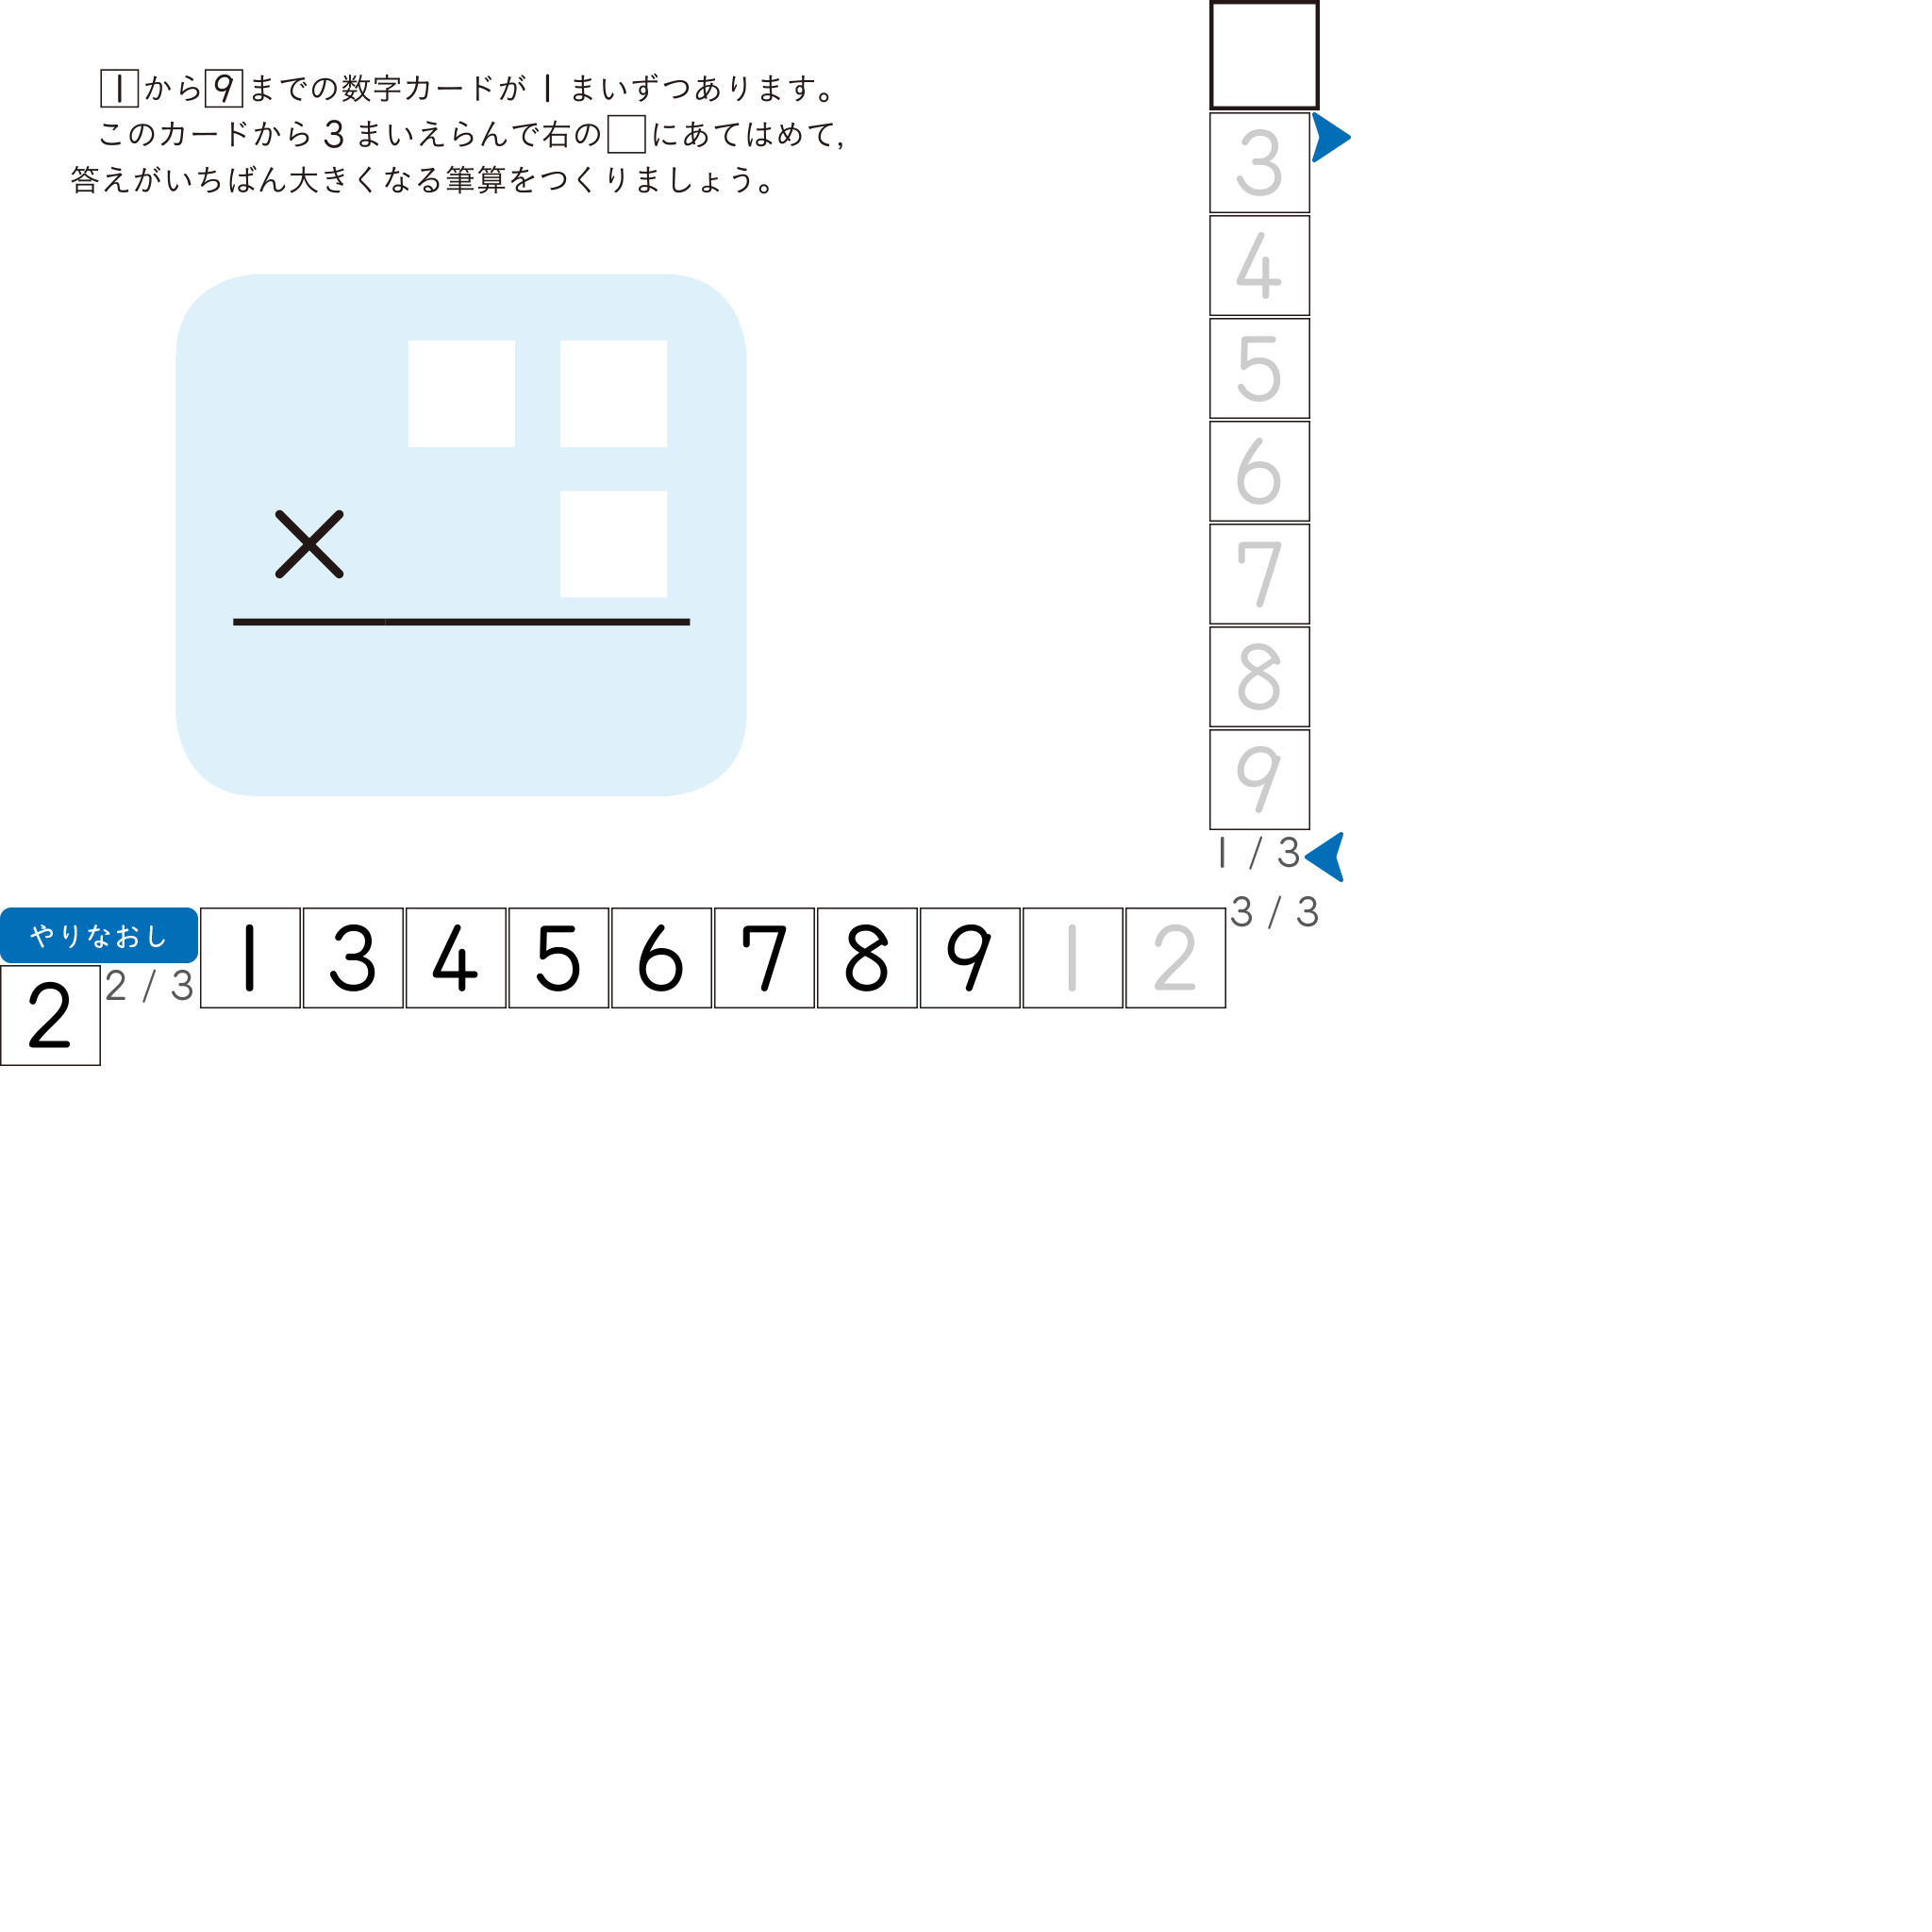 1から9までの数字カードが1まいずつあります。
このカードから3まいえらんで右の□にあてはめて,
答えがいちばん大きくなる筆算をつくりましょう。
×
3
4
5
6
7
8
9
1/3
3/3
やりなおし
1 3 4 5 6 7 8 9 1 2
2
2/3